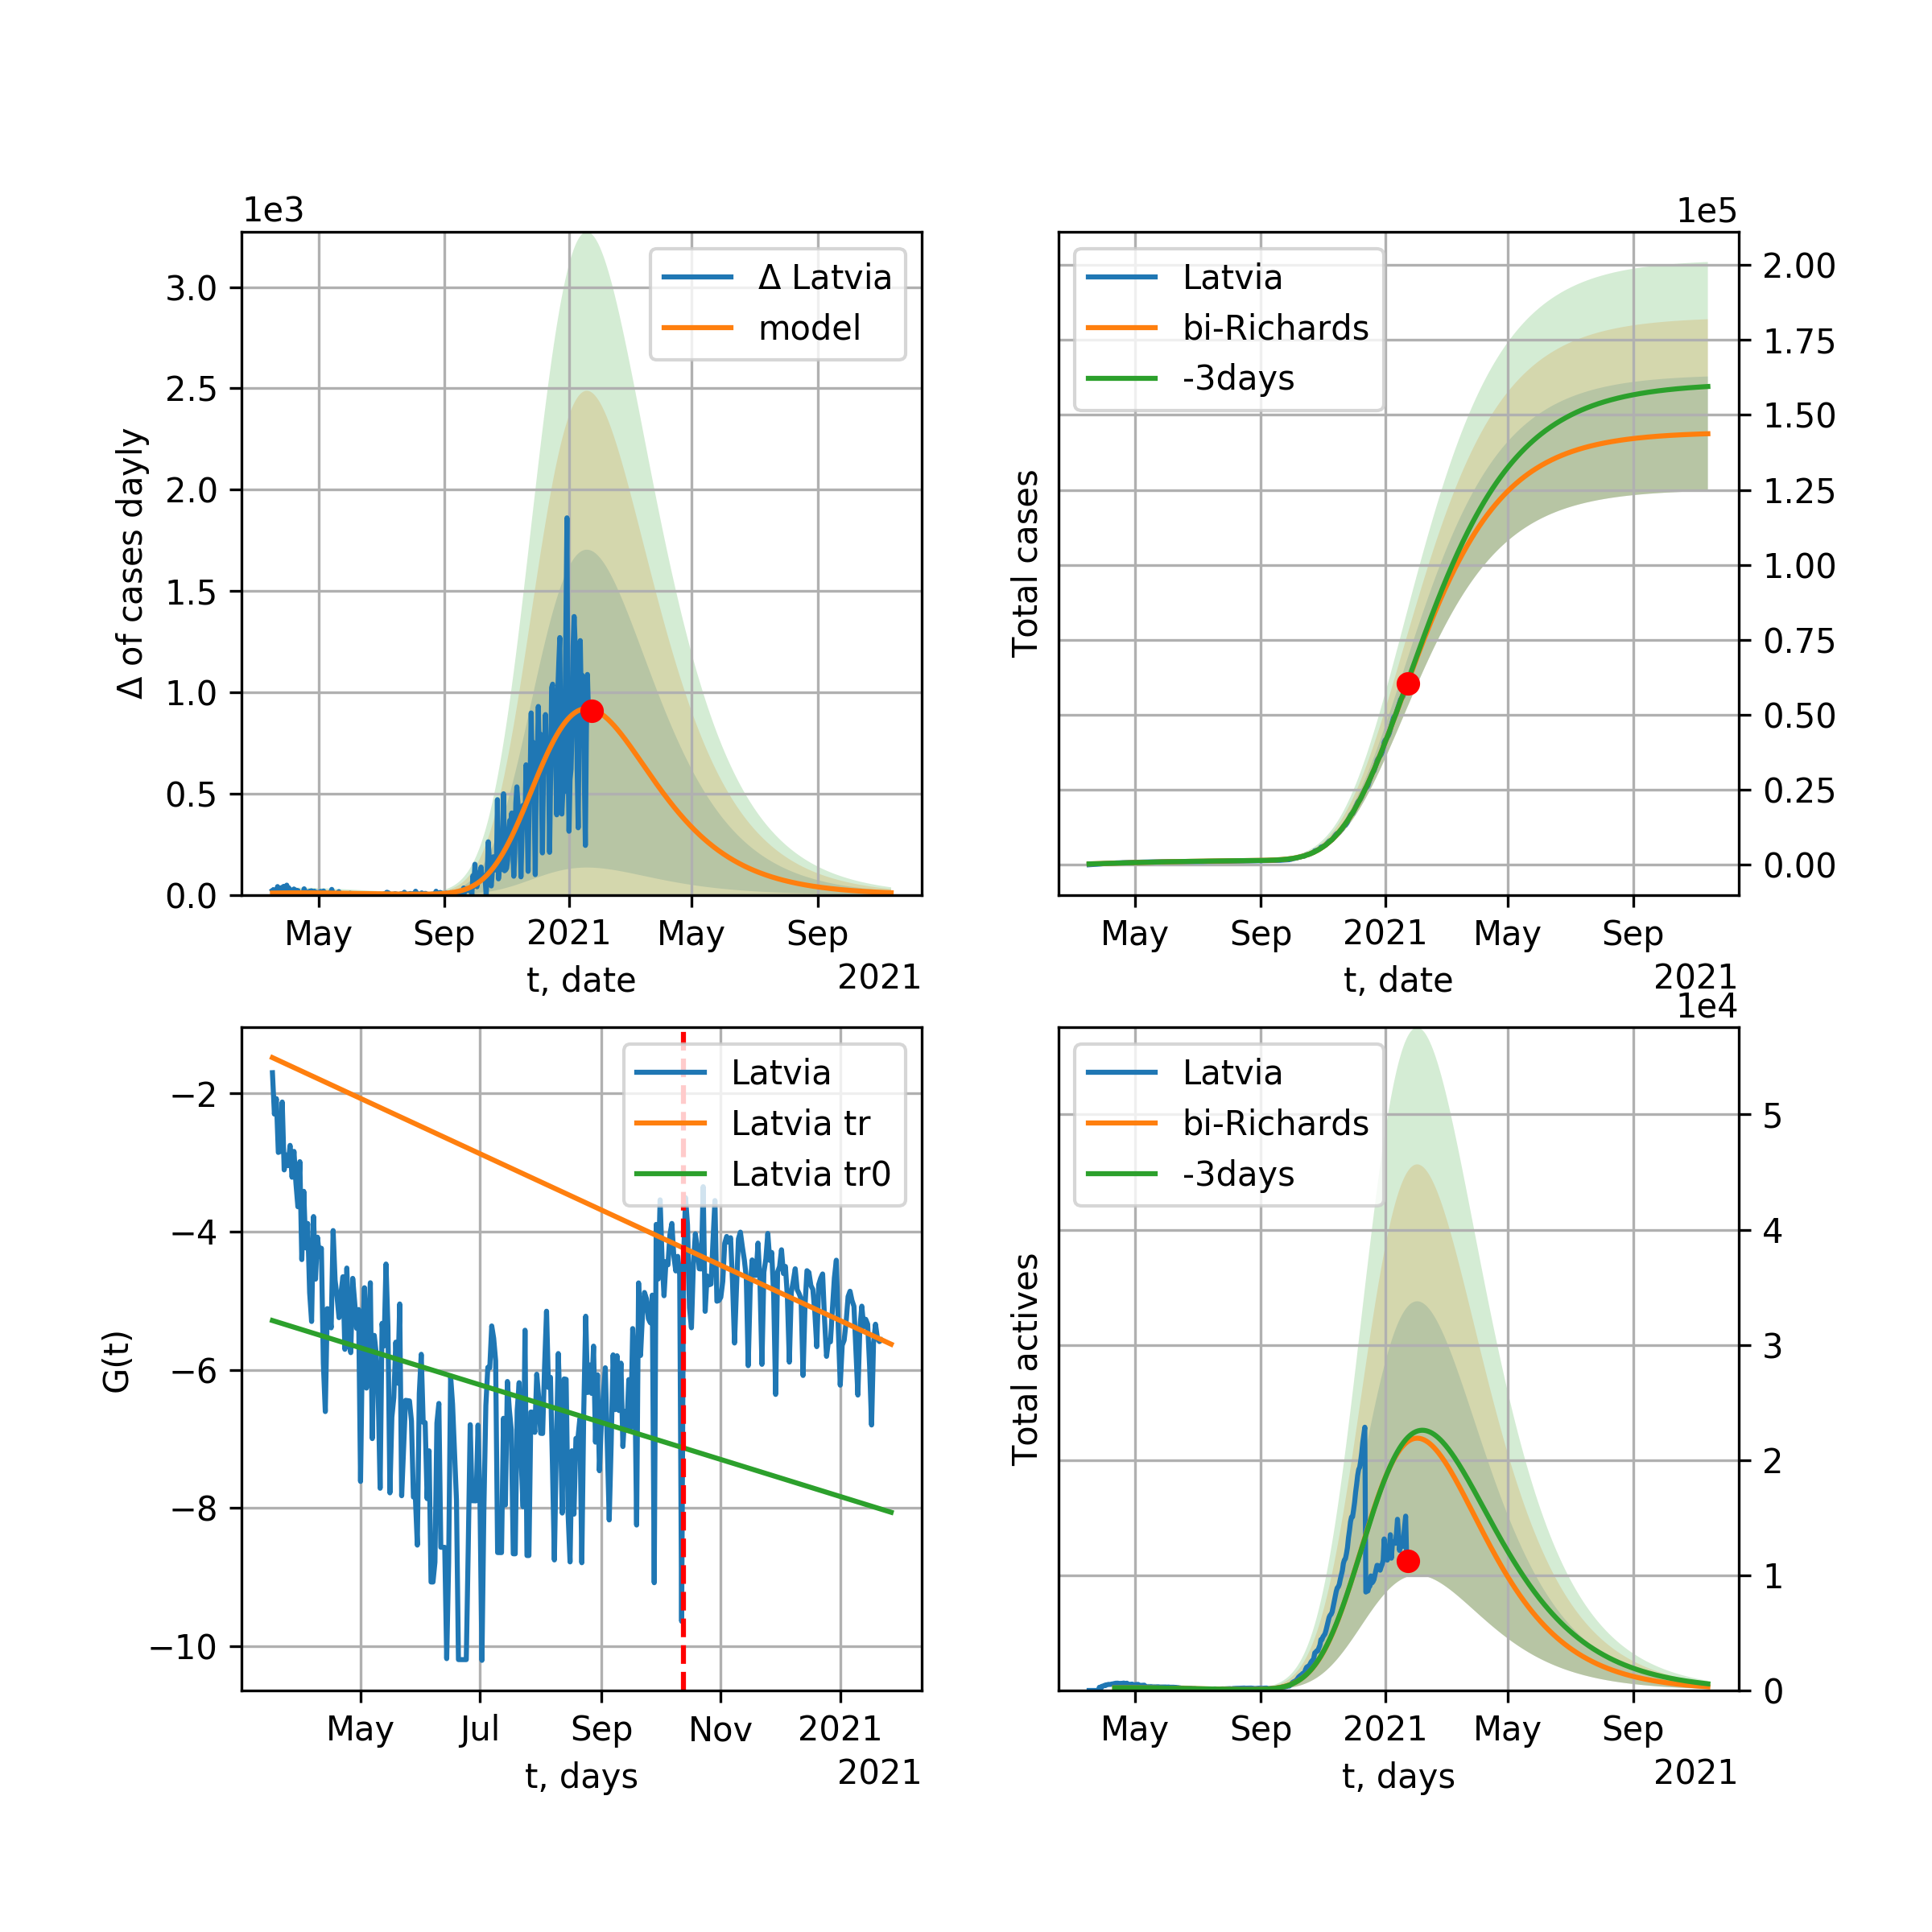 1e3
3.0
2.5
2.0
1.5
1.0
0.5
0.0
Δ of cases dayly
Δ Latvia
model
May Sep 2021 May Sep
t, date
2021
1e5
2.00
1.75
1.50
1.25
1.00
0.75
0.50
0.25
0.00
Total cases
Latvia
bi-Richards
-3days
May Sep 2021 May Sep
t, date
2021
−2
−4
−6
−8
−10
G(t)
Latvia
Latvia tr
Latvia tr0
May Jul Sep Nov 2021
t, days
2021
1e4
5
4
3
2
1
0
Total actives
Latvia
bi-Richards
-3days
May Sep 2021 May Sep
t, days
2021